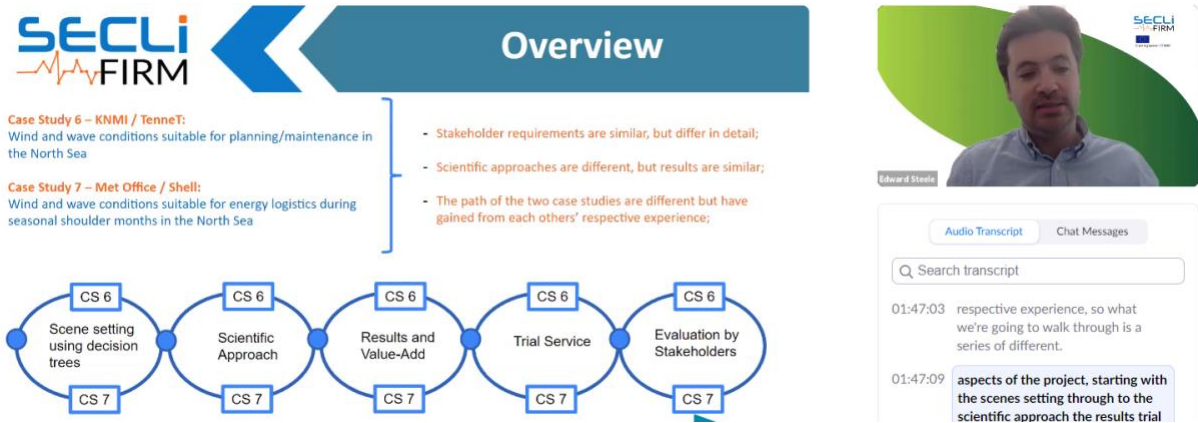 SECLi
FIRM
Overview
Case Study 6 – KNMI / TenneT:
Wind and wave conditions suitable for planning/maintenance in
the North Sea
Case Study 7 – Met Office / Shell:
Wind and wave conditions suitable for energy logistics during
seasonal shoulder months in the North Sea
- Stakeholder requirements are similar, but differ in detail;
- Scientific approaches are different, but results are similar;
- The path of the two case studies are different but have
gained from each others' respective experience;
CS 6
CS 6
CS 6
CS 6
CS 6
Scene setting
using decision
trees
Scientific
Approach
Results and
Value-Add
Trial Service
Evaluation by
Stakeholders
CS 7
CS 7
CS 7
CS 7
CS 7
SECLi
FIRM
Edward Steele
Audio Transcript
Chat Messages
Search transcript
01:47:03 respective experience, so what
we're going to walk through is a
series of different.
01:47:09 aspects of the project, starting with
the scenes setting through to the
scientific approach the results trial